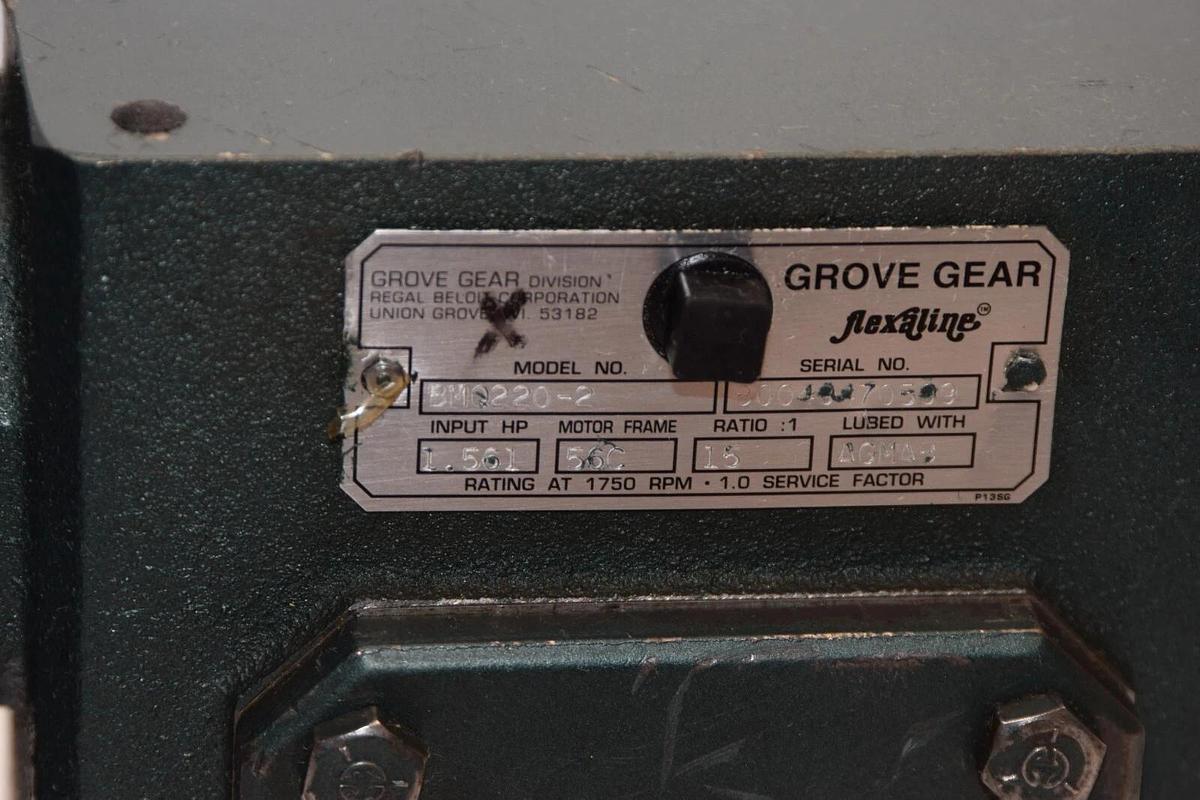 GROVE GEAR DIVISION
REGAL BELOIT CORPORATION
UNION GROVE, WI. 53182
GROVE GEAR
flexaline™
MODEL NO.
SERIAL NO.
BMQ220-2
INPUT HP
MOTOR FRAME
RATIO :1
LUBED WITH
1.561
56C
15
RATING AT 1750 RPM • 1.0 SERVICE FACTOR
P13SG